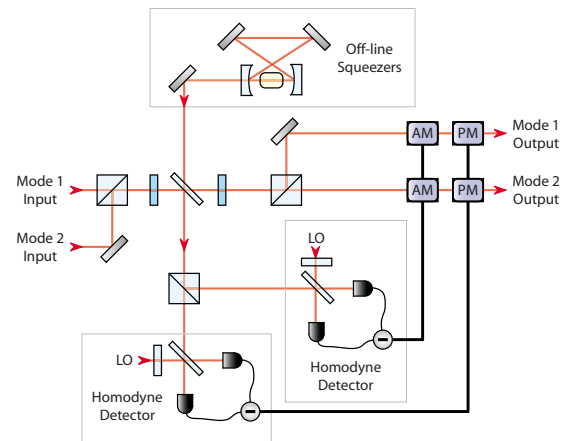 Off-line
Squeezers
AM
PM
Mode 1
Output
Mode 1
Input
AM
PM
Mode 2
Output
Mode 2
Input
LO
Homodyne
Detector
LO
Homodyne
Detector